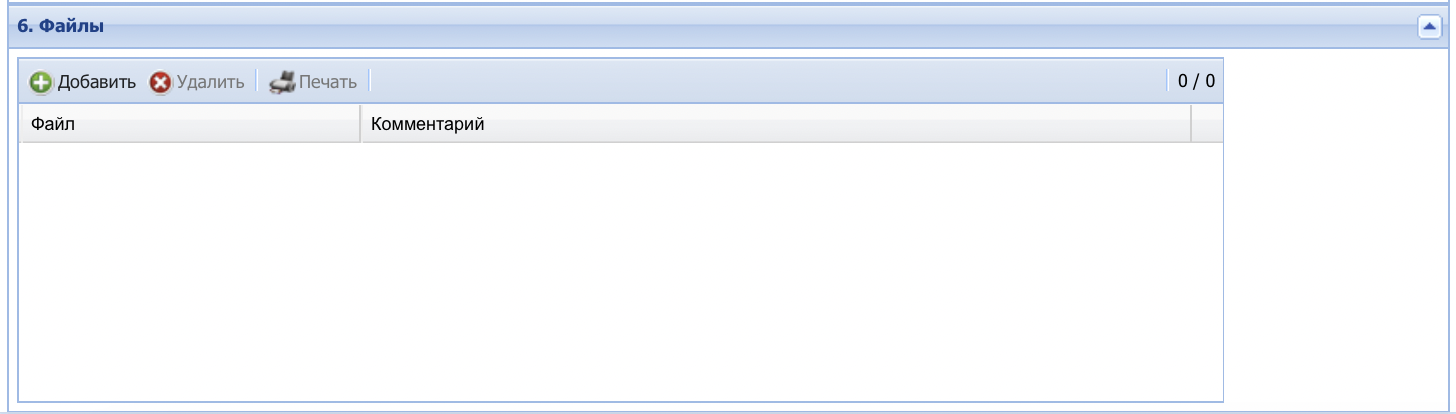 6. Файлы
Добавить Удалить Печать 0 / 0
Файл Комментарий